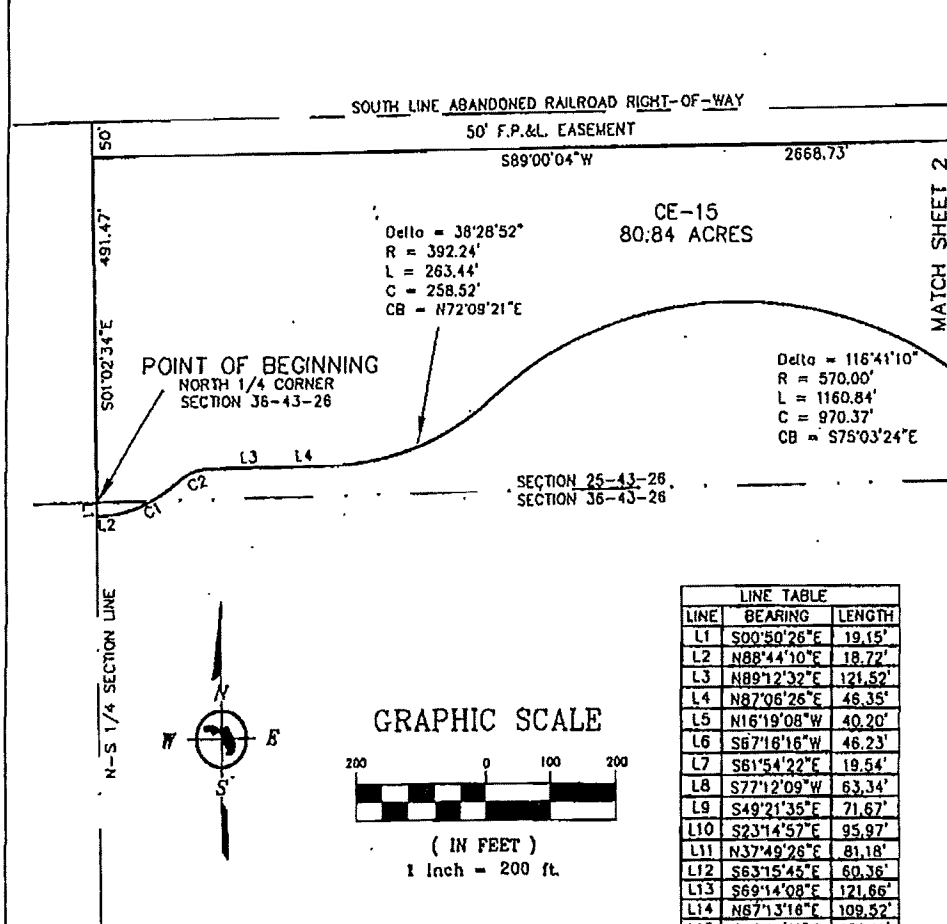 SOUTH LINE ABANDONED RAILROAD RIGHT-OF-WAY
50' F.P.&L. EASEMENT
50'
S89°00'04"W
2668.73'
MATCH SHEET 2
CE-15
80.84 ACRES
491.47'
S01°02'34"E
Delta = 38°28'52"
R = 392.24'
L = 263.44'
C = 258.52'
CB = N72°09'21"E
POINT OF BEGINNING
NORTH 1/4 CORNER
SECTION 36-43-26
Delta = 116°41'10"
R = 570.00'
L = 1160.84'
C = 970.37'
CB = S75°03'24"E
L3 L4
C2
C1
L1
L2
SECTION 25-43-26
SECTION 36-43-26
N-S 1/4 SECTION LINE
N
W E
S
GRAPHIC SCALE
200 0 100 200
( IN FEET )
1 inch = 200 ft.
LINE TABLE
LINE BEARING LENGTH
L1 S00°50'26"E 19.15'
L2 N88°44'10"E 18.72'
L3 N89°12'32"E 121.52'
L4 N87°06'26"E 46.35'
L5 N16°19'08"W 40.20'
L6 S67°16'16"W 46.23'
L7 S61°54'22"E 19.54'
L8 S77°12'09"W 63.34'
L9 S49°21'35"E 71.67'
L10 S23°14'57"E 95.97'
L11 N37°49'26"E 81.18'
L12 S63°15'45"E 60.36'
L13 S69°14'08"E 121.66'
L14 N67°13'16"E 109.52'